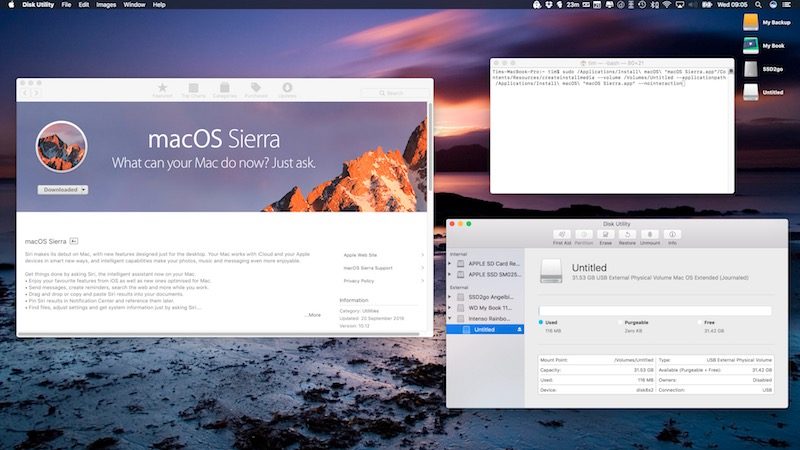 Disk Utility File Edit Images Window Help
23m
Wed 09:05
My Backup
My Book
SSD2go
Untitled
Featured Top Charts Categories Purchased Updates
Search
macOS Sierra
What can your Mac do now? Just ask.
Downloaded
macOS Sierra
Siri makes its debut on Mac, with new features designed just for the desktop. Your Mac works with iCloud and your Apple
devices in smart new ways, and intelligent capabilities make your photos, music and messaging even more enjoyable.
Get things done by asking Siri, the intelligent assistant now on your Mac.
• Enjoy your favourite features from iOS as well as new ones optimised for Mac.
• Send messages, create reminders, search the web and more while you work.
• Drag and drop or copy and paste Siri results into your documents.
• Pin Siri results in Notification Center and reference them later.
• Find files, adjust settings and get system information just by asking Siri....
...More
Apple Web Site
macOS Sierra Support
Privacy Policy
Information
Category: Utilities
Updated: 20 September 2016
Version: 10.12
tim — -bash — 80×21
Tims-MacBook-Pro:~ tim$ sudo /Applications/Install\ macOS\ "macOS Sierra.app"/Co
ntents/Resources/createinstallmedia --volume /Volumes/Untitled --applicationpath
/Applications/Install\ macOS\ "macOS Sierra.app" --nointeraction
Disk Utility
First Aid Partition Erase Restore Unmount Info
Internal
APPLE SD Card Re...
APPLE SSD SM025...
External
SSD2go Angelbi...
WD My Book 11...
Intenso Rainbo...
Untitled
Untitled
31.53 GB USB External Physical Volume Mac OS Extended (Journaled)
Used
116 MB
Purgeable
Zero KB
Free
31.42 GB
Mount Point: /Volumes/Untitled Type: USB External Physical Volume
Capacity: 31.53 GB Available (Purgeable + Free): 31.42 GB
Used: 116 MB Owners: Disabled
Device: disk6s2 Connection: USB